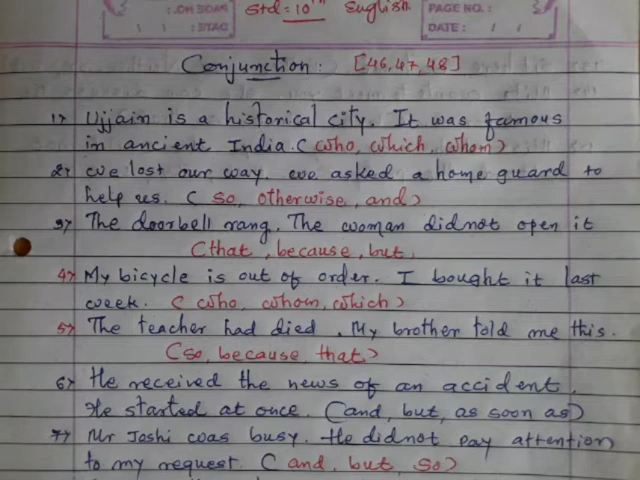 Std = 10th English
PAGE NO.:
DATE: / /
Conjunction: [46,47,48]
1) Ujjain is a historical city. It was famous
in ancient India. (who, which, whom)
2) We lost our way. We asked a home guard to
help us. ( so, otherwise, and)
3) The doorbell rang. The woman did not open it
(that, because, but,
4) My bicycle is out of order. I bought it last
week. ( who, whom, which)
5) The teacher had died. My brother told me this.
(so, because, that)
6) He received the news of an accident.
He started at once. (and, but, as soon as)
7) Mr Joshi was busy. He did not pay attention
to my request. ( and, but, so)